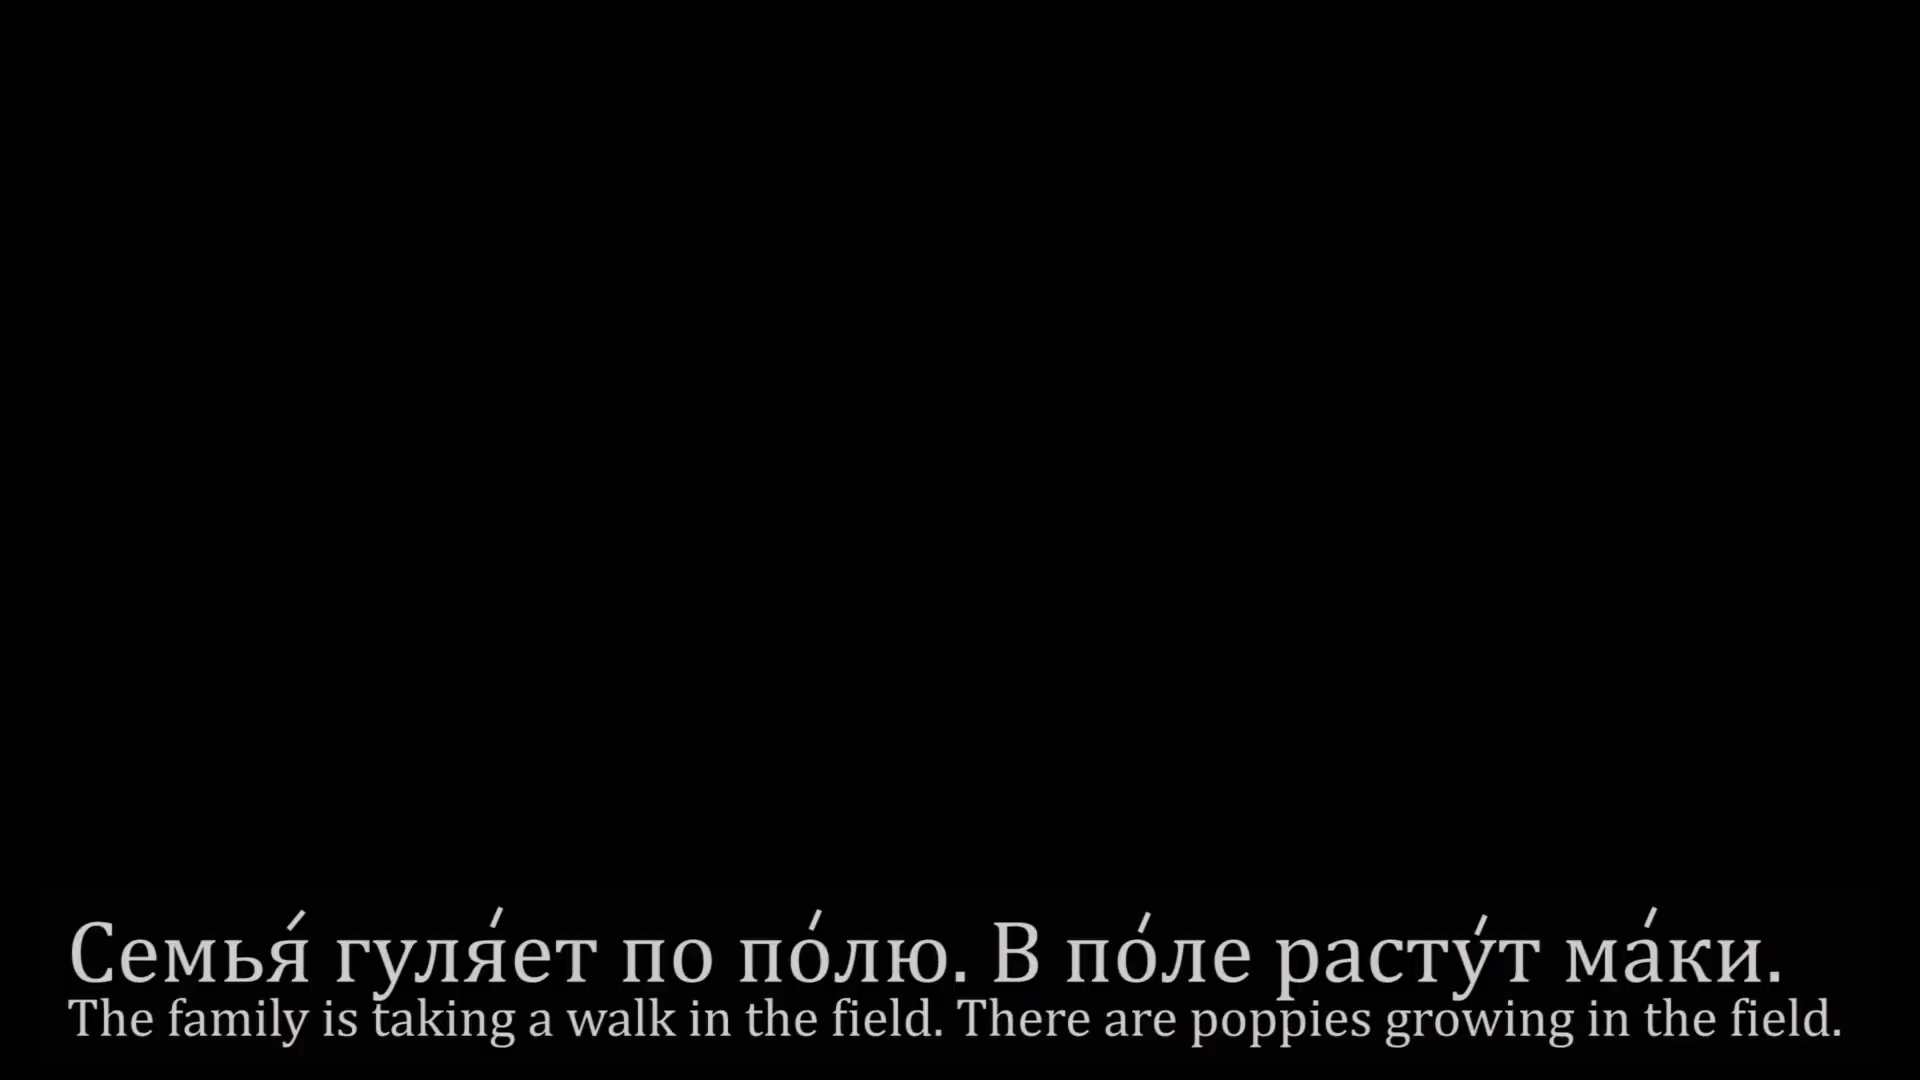 Семья́ гуля́ет по по́лю. В по́ле расту́т ма́ки.
The family is taking a walk in the field. There are poppies growing in the field.